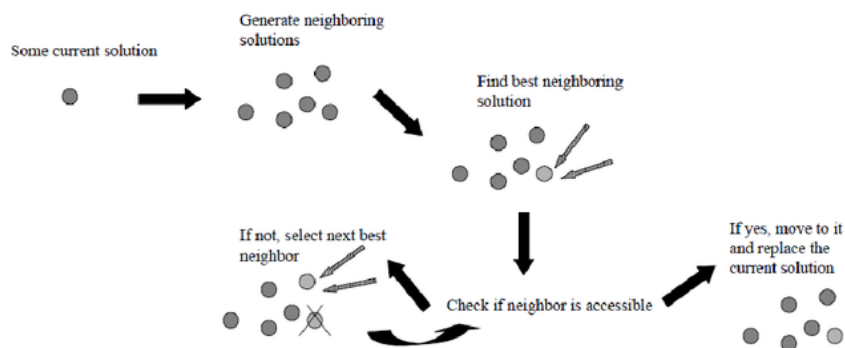 Some current solution
Generate neighboring
solutions
Find best neighboring
solution
If not, select next best
neighbor
Check if neighbor is accessible
If yes, move to it
and replace the
current solution